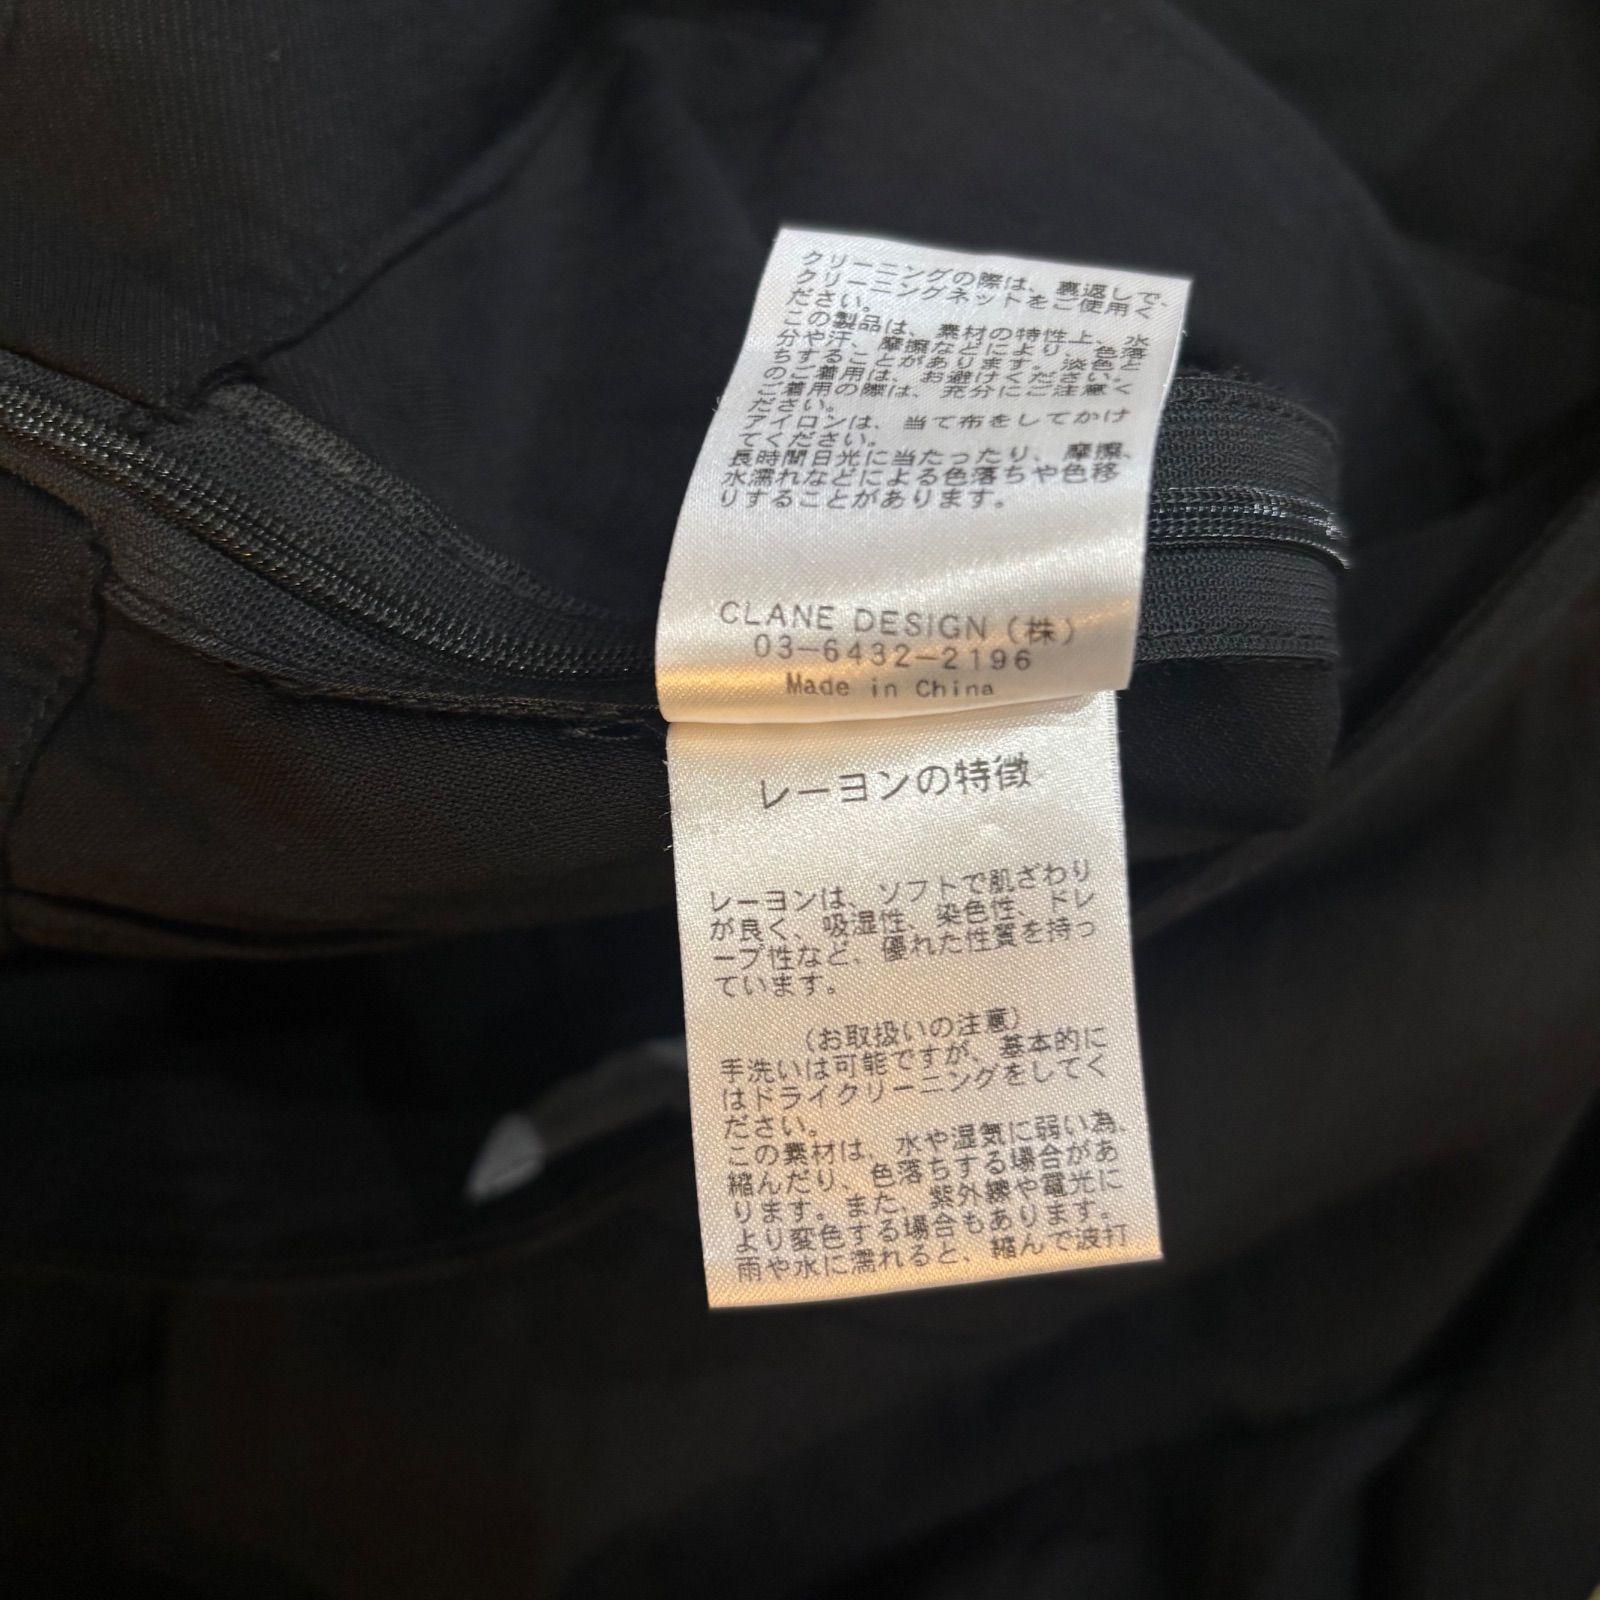 クリーニングの際は、裏返しで、
クリーニングネットをご使用く
ださい。
この製品は、素材の特性上、水
分や汗、摩擦などにより、色落
ちすることがあります。淡色と
のご着用は、お避けください。
ご着用の際は、充分にご注意く
ださい。
アイロンは、当て布をしてかけ
てください。
長時間日光に当たったり、摩擦、
水濡れなどによる色落ちや色移
りすることがあります。
CLANE DESIGN（株）
03-6432-2196
Made in China
レーヨンの特徴
レーヨンは、ソフトで肌ざわり
が良く、吸湿性、染色性、ドレ
ープ性など、優れた性質を持っ
ています。
（お取扱いの注意）
手洗いは可能ですが、基本的に
はドライクリーニングをしてく
ださい。
この素材は、水や湿気に弱い為、
縮んだり、色落ちする場合があ
ります。また、紫外線や電光に
より変色する場合もあります。
雨や水に濡れると、縮んで波打